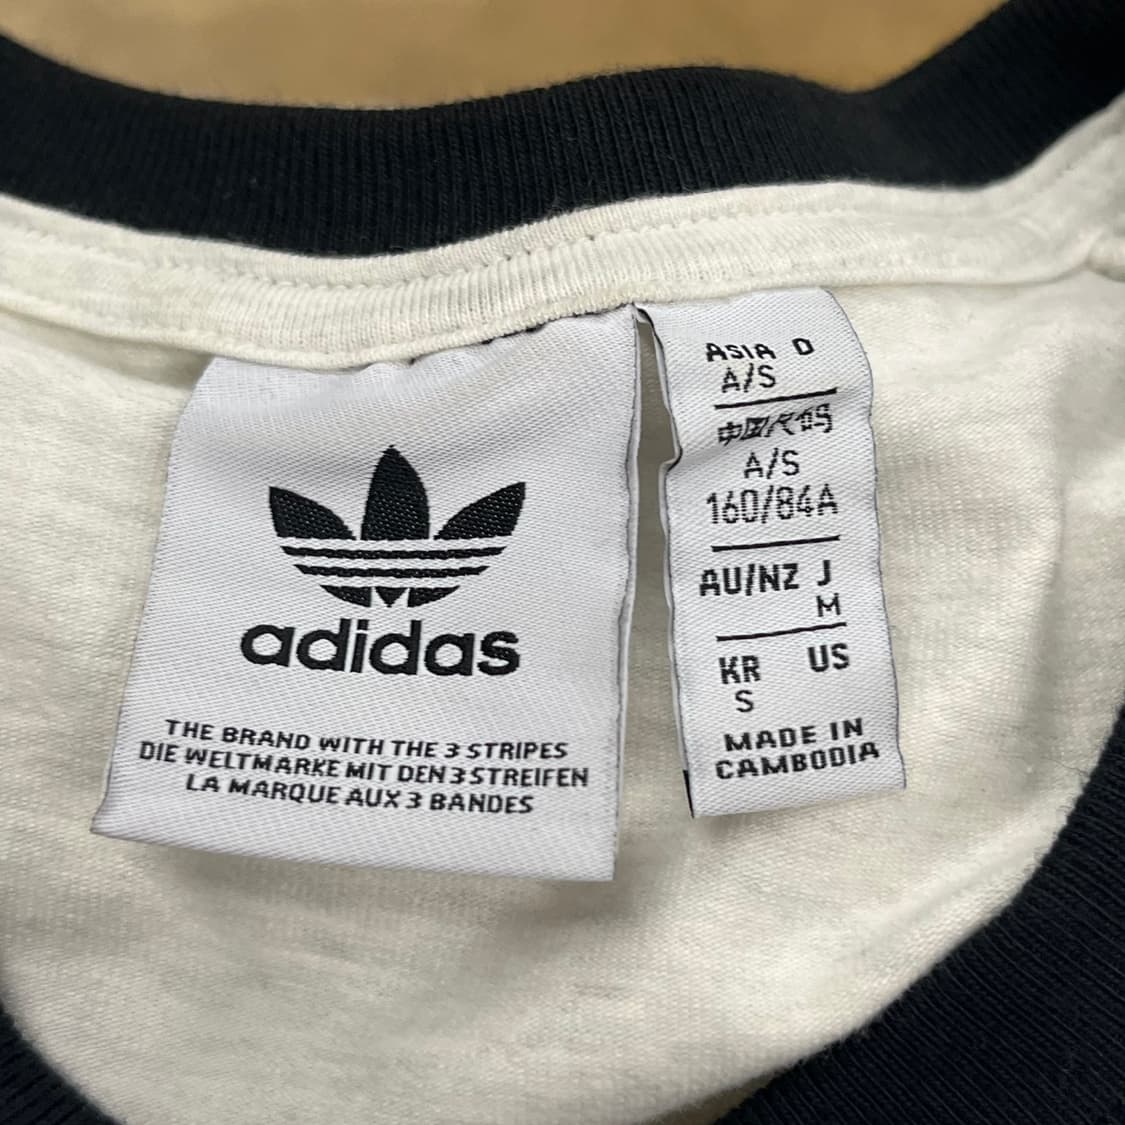 adidas
THE BRAND WITH THE 3 STRIPES
DIE WELTMARKE MIT DEN 3 STREIFEN
LA MARQUE AUX 3 BANDES
ASIA O
A/S
中国尺码
A/S
160/84A
AU/NZ J
M
KR US
S
MADE IN
CAMBODIA